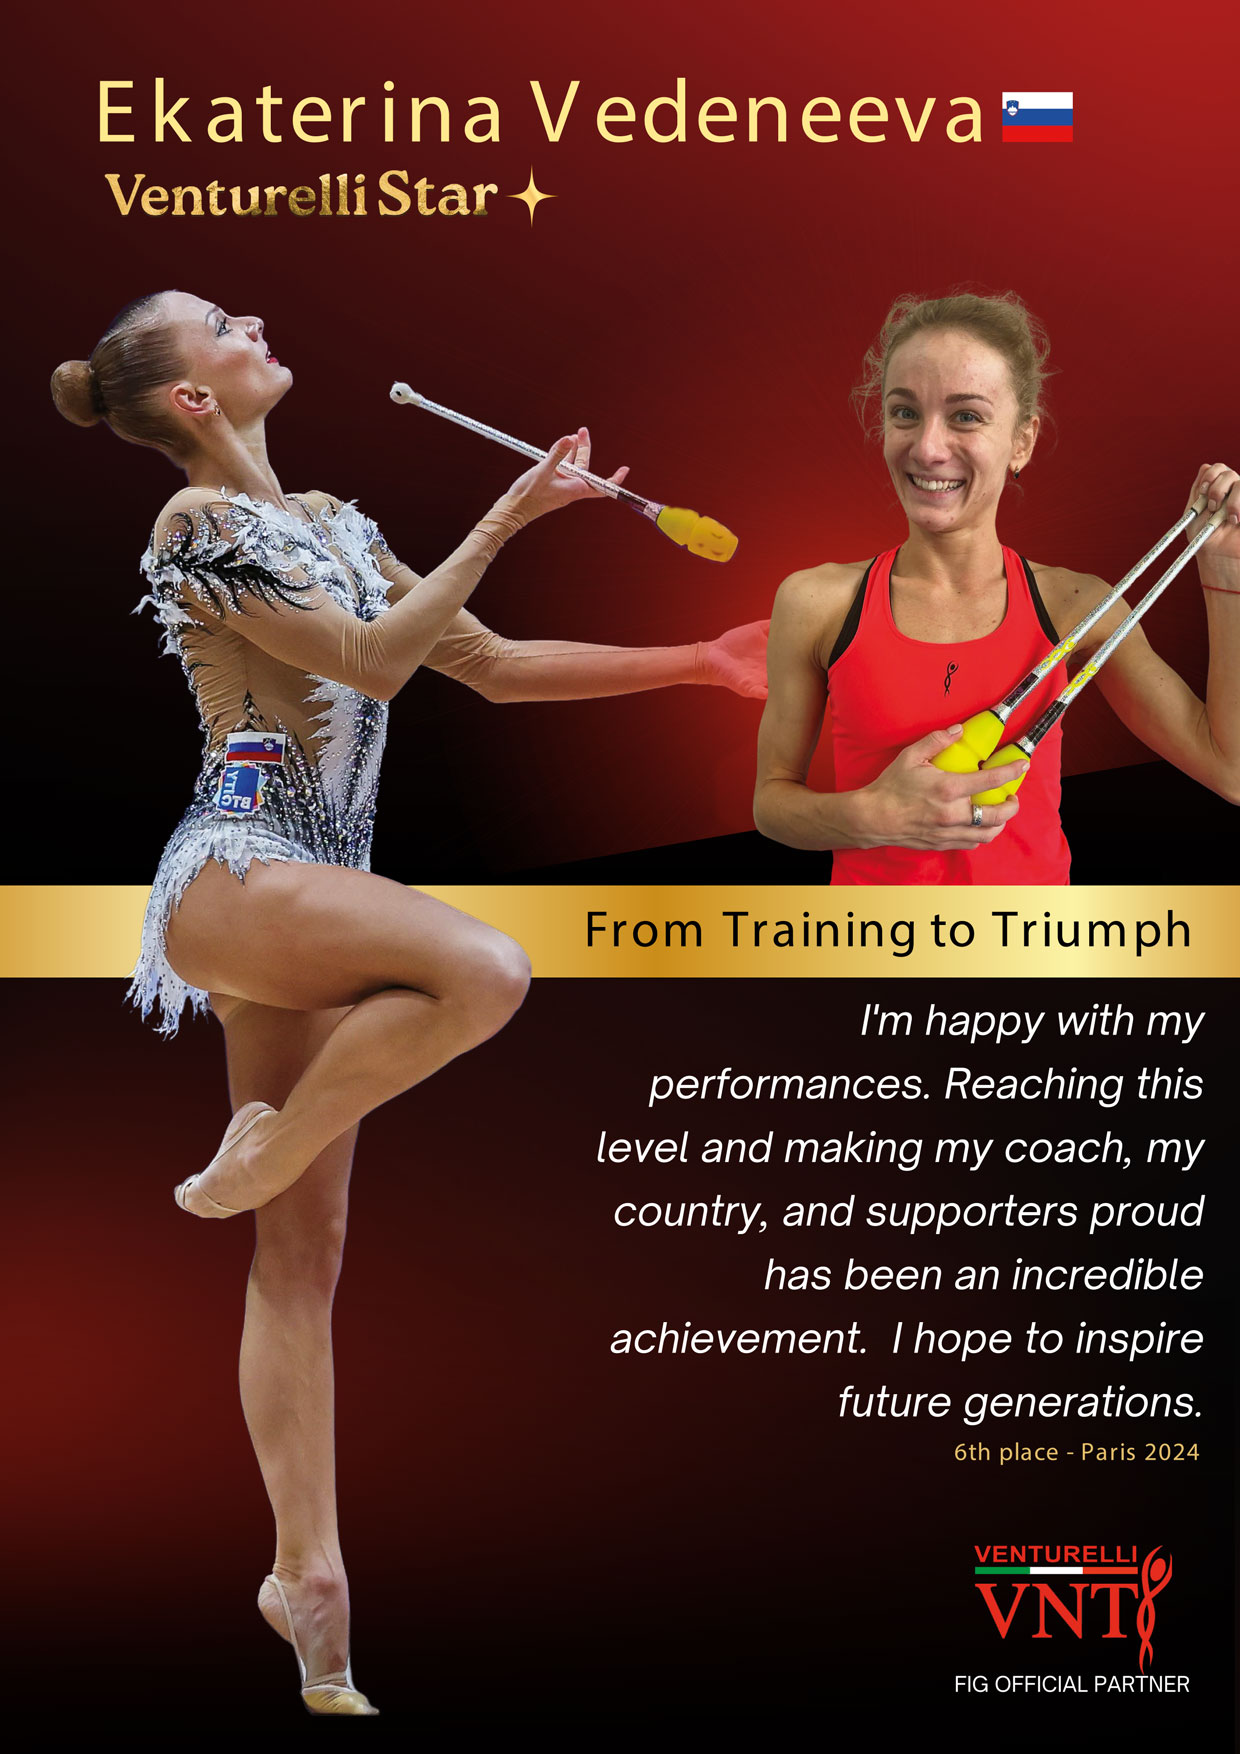 Ekaterina Vedeneeva
Venturelli Star
BTC
From Training to Triumph
I'm happy with my
performances. Reaching this
level and making my coach, my
country, and supporters proud
has been an incredible
achievement. I hope to inspire
future generations.
6th place - Paris 2024
VENTURELLI
VNT
FIG OFFICIAL PARTNER